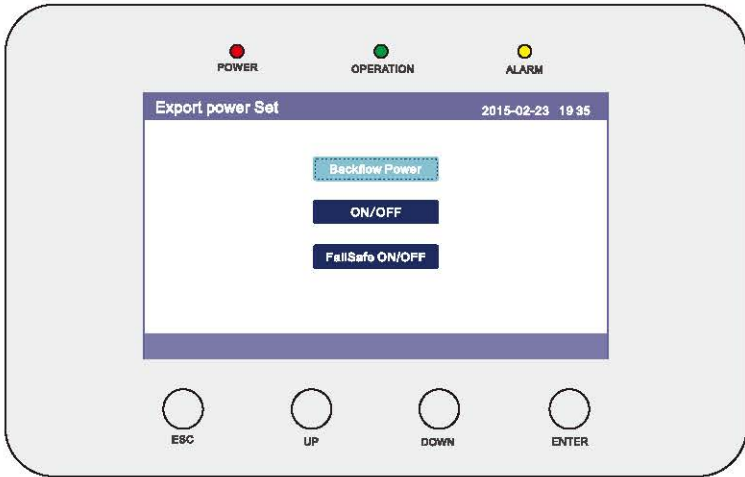 POWER OPERATION ALARM
Export power Set 2015-02-23 19 35
Backflow Power
ON/OFF
FailSafe ON/OFF
ESC UP DOWN ENTER